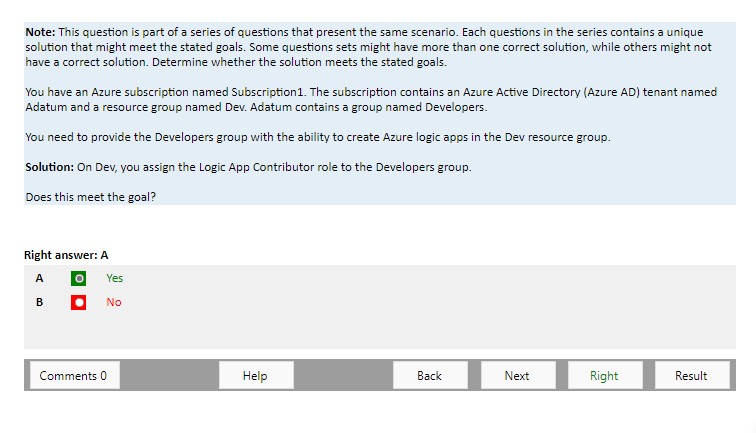 Note: This question is part of a series of questions that present the same scenario. Each questions in the series contains a unique
solution that might meet the stated goals. Some questions sets might have more than one correct solution, while others might not
have a correct solution. Determine whether the solution meets the stated goals.
You have an Azure subscription named Subscription1. The subscription contains an Azure Active Directory (Azure AD) tenant named
Adatum and a resource group named Dev. Adatum contains a group named Developers.
You need to provide the Developers group with the ability to create Azure logic apps in the Dev resource group.
Solution: On Dev, you assign the Logic App Contributor role to the Developers group.
Does this meet the goal?
Right answer: A
A Yes
B No
Comments 0 Help Back Next Right Result